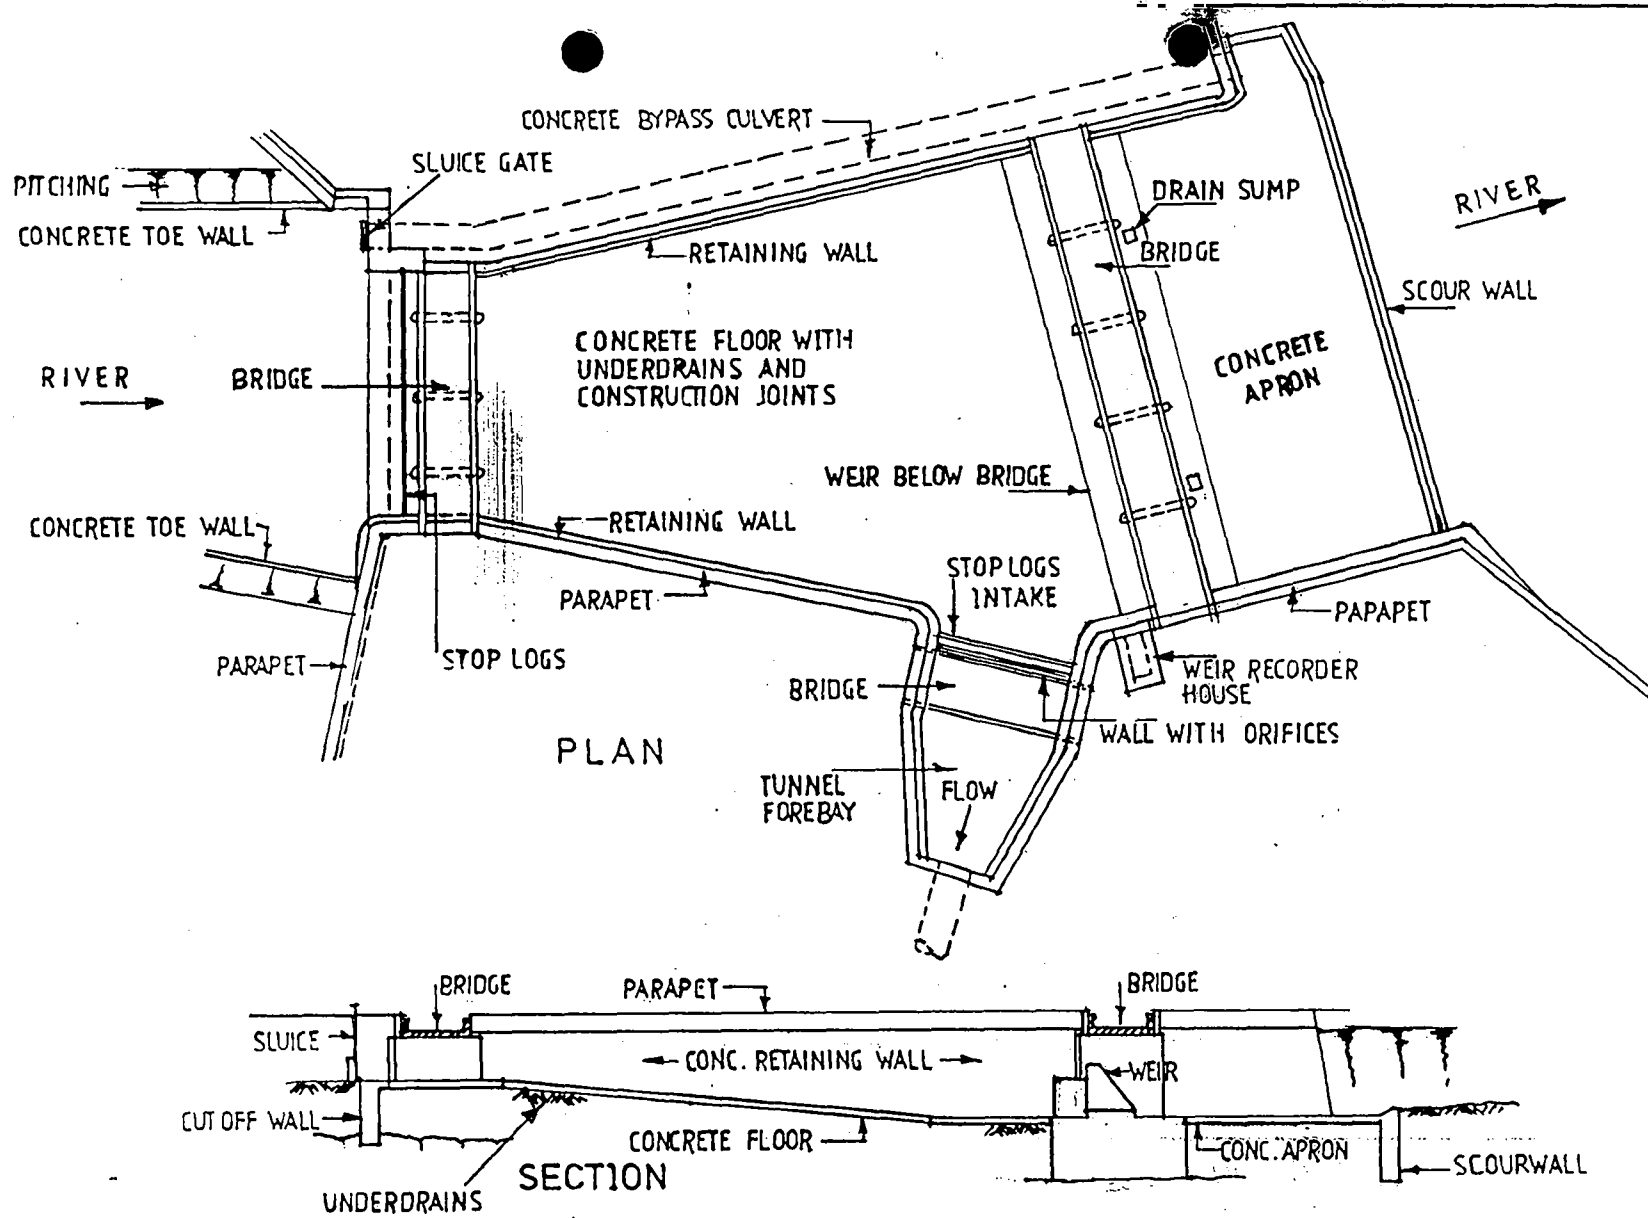 CONCRETE BYPASS CULVERT
SLUICE GATE
PITCHING
CONCRETE TOE WALL
DRAIN SUMP
RIVER
RETAINING WALL
BRIDGE
SCOUR WALL
CONCRETE FLOOR WITH
UNDERDRAINS AND
CONSTRUCTION JOINTS
RIVER
BRIDGE
CONCRETE
APRON
WEIR BELOW BRIDGE
CONCRETE TOE WALL
RETAINING WALL
STOP LOGS
INTAKE
PARAPET
PAPAPET
PARAPET
STOP LOGS
BRIDGE
WEIR RECORDER
HOUSE
PLAN
WALL WITH ORIFICES
TUNNEL
FOREBAY
FLOW
BRIDGE
PARAPET
BRIDGE
SLUICE
CONC. RETAINING WALL
WEIR
CUT OFF WALL
CONCRETE FLOOR
CONC. APRON
SCOURWALL
SECTION
UNDERDRAINS